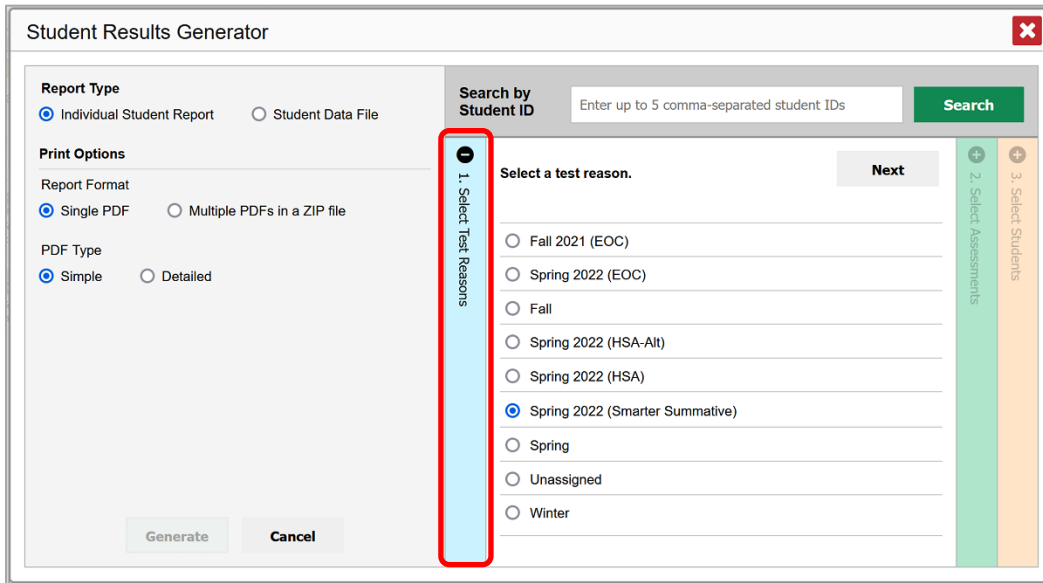 Student Results Generator
Report Type
Individual Student Report
Student Data File
Print Options
Report Format
Single PDF
Multiple PDFs in a ZIP file
PDF Type
Simple
Detailed
Generate
Cancel
Search by
Student ID
Enter up to 5 comma-separated student IDs
Search
1. Select Test Reasons
Select a test reason.
Next
Fall 2021 (EOC)
Spring 2022 (EOC)
Fall
Spring 2022 (HSA-Alt)
Spring 2022 (HSA)
Spring 2022 (Smarter Summative)
Spring
Unassigned
Winter
2. Select Assessments
3. Select Students